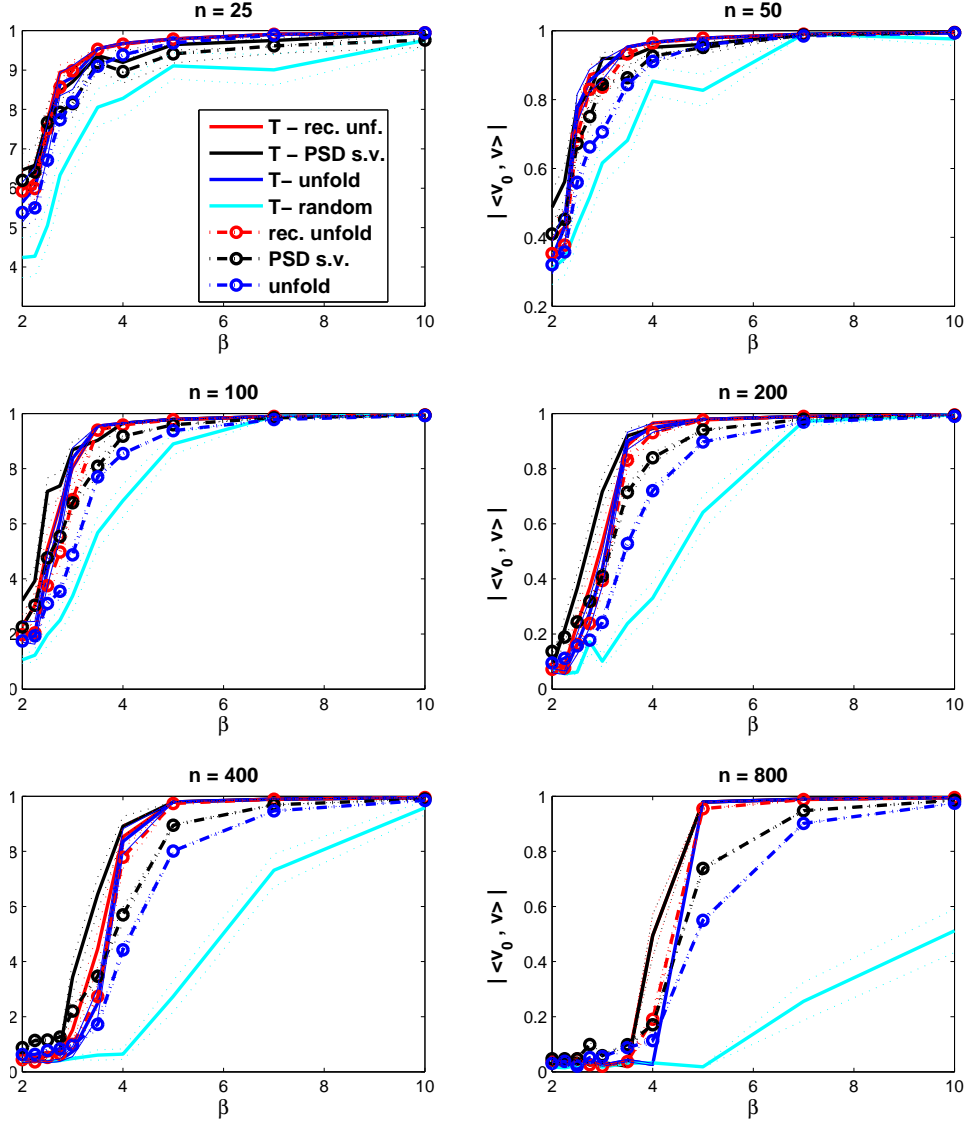 n = 25
n = 50
1
9
8
7
6
5
4
3
T - rec. unf.
T - PSD s.v.
T- unfold
T- random
rec. unfold
PSD s.v.
unfold
2 4 6 8 10
β
1
0.8
0.6
0.4
0.2
| <v_0 , v> |
2 4 6 8 10
β
n = 100
n = 200
1
8
6
4
2
0
2 4 6 8 10
β
1
0.8
0.6
0.4
0.2
0
| <v_0 , v> |
2 4 6 8 10
β
n = 400
n = 800
1
8
6
4
2
0
2 4 6 8 10
β
1
0.8
0.6
0.4
0.2
0
| <v_0 , v> |
2 4 6 8 10
β